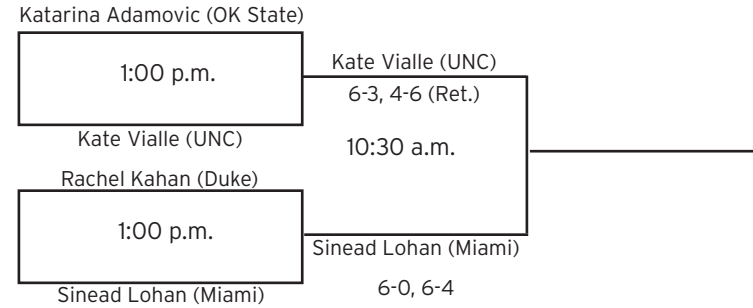 Katarina Adamovic (OK State)
1:00 p.m.
Kate Vialle (UNC)
Rachel Kahan (Duke)
1:00 p.m.
Sinead Lohan (Miami)
Kate Vialle (UNC)
6-3, 4-6 (Ret.)
10:30 a.m.
Sinead Lohan (Miami)
6-0, 6-4